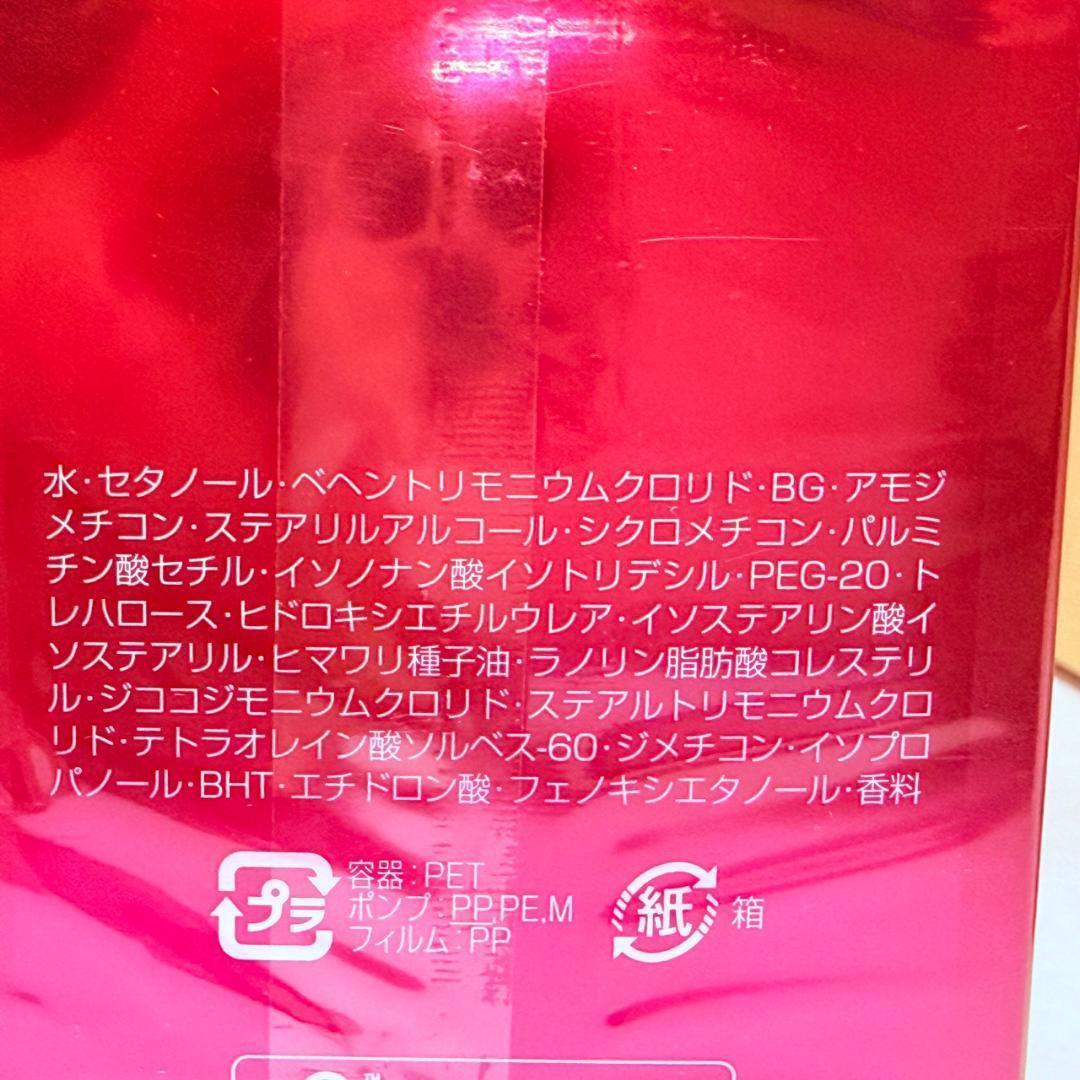 水・セタノール・ベヘントリモニウムクロリド・BG・アモジ
メチコン・ステアリルアルコール・シクロメチコン・パルミ
チン酸セチル・イソノナン酸イソトリデシル・PEG-20・ト
レハロース・ヒドロキシエチルウレア・イソステアリン酸イ
ソステアリル・ヒマワリ種子油・ラノリン脂肪酸コレステリ
ル・ジココジモニウムクロリド・ステアルトリモニウムクロ
リド・テトラオレイン酸ソルベス-60・ジメチコン・イソプロ
パノール・BHT・エチドロン酸・フェノキシエタノール・香料
プラ
容器:PET
ポンプ:PP,PE,M
フィルム:PP
紙 箱